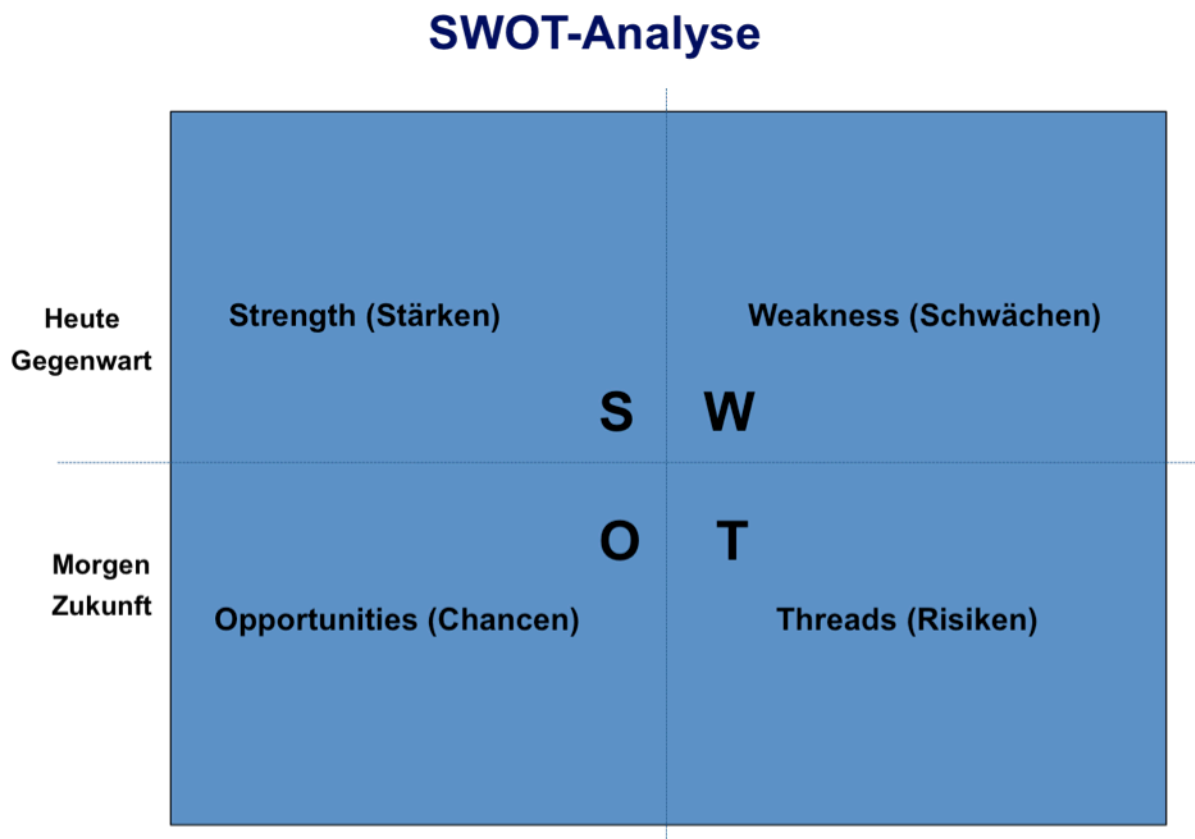 SWOT-Analyse
Heute
Gegenwart
Strength (Stärken)
Weakness (Schwächen)
S W
O T
Morgen
Zukunft
Opportunities (Chancen)
Threads (Risiken)